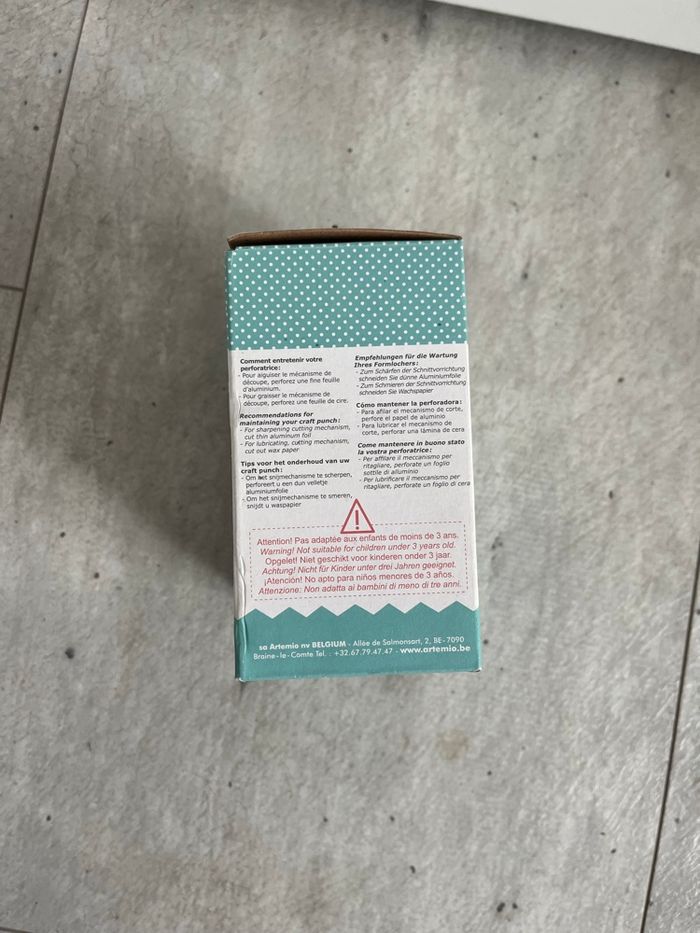 Comment entretenir votre
perforatrice:
- Pour aiguiser le mécanisme de
découpe, perforez une fine feuille
d'aluminium.
- Pour graisser le mécanisme de
découpe, perforez une feuille de cire.
Recommendations for
maintaining your craft punch:
- For sharpening cutting mechanism,
cut thin aluminum foil
- For lubricating, cutting mechanism,
cut out wax paper
Tips voor het onderhoud van uw
craft punch:
- Om het snijmechanisme te scherpen,
perforeert u een dun velletje
aluminiumfolie
- Om het snijmechanisme te smeren,
snijdt u waspapier
Empfehlungen für die Wartung
Ihres Formlochers:
- Zum Schärfen der Schnittvorrichtung
schneiden Sie dünne Aluminiumfolie
- Zum Schmieren der Schnittvorrichtung
schneiden Sie Wachspapier
Cómo mantener la perforadora:
- Para afilar el mecanismo de corte,
perfore el papel de aluminio
- Para lubricar el mecanismo de
corte, perforar una lámina de cera
Come mantenere in buono stato
la vostra perforatrice:
- Per affilare il meccanismo per
ritagliare, perforate un foglio
sottile di alluminio
- Per lubrificare il meccanismo per
ritagliare, perforate un foglio di cera
Attention! Pas adaptée aux enfants de moins de 3 ans.
Warning! Not suitable for children under 3 years old.
Opgelet! Niet geschikt voor kinderen onder 3 jaar.
Achtung! Nicht für Kinder unter drei Jahren geeignet.
¡Atención! No apto para niños menores de 3 años.
Attenzione: Non adatta ai bambini di meno di tre anni.
sa Artemio nv BELGIUM - Allée de Salmonsart, 2, BE-7090
Braine-le-Comte Tel. : +32.67.79.47.47 - www.artemio.be